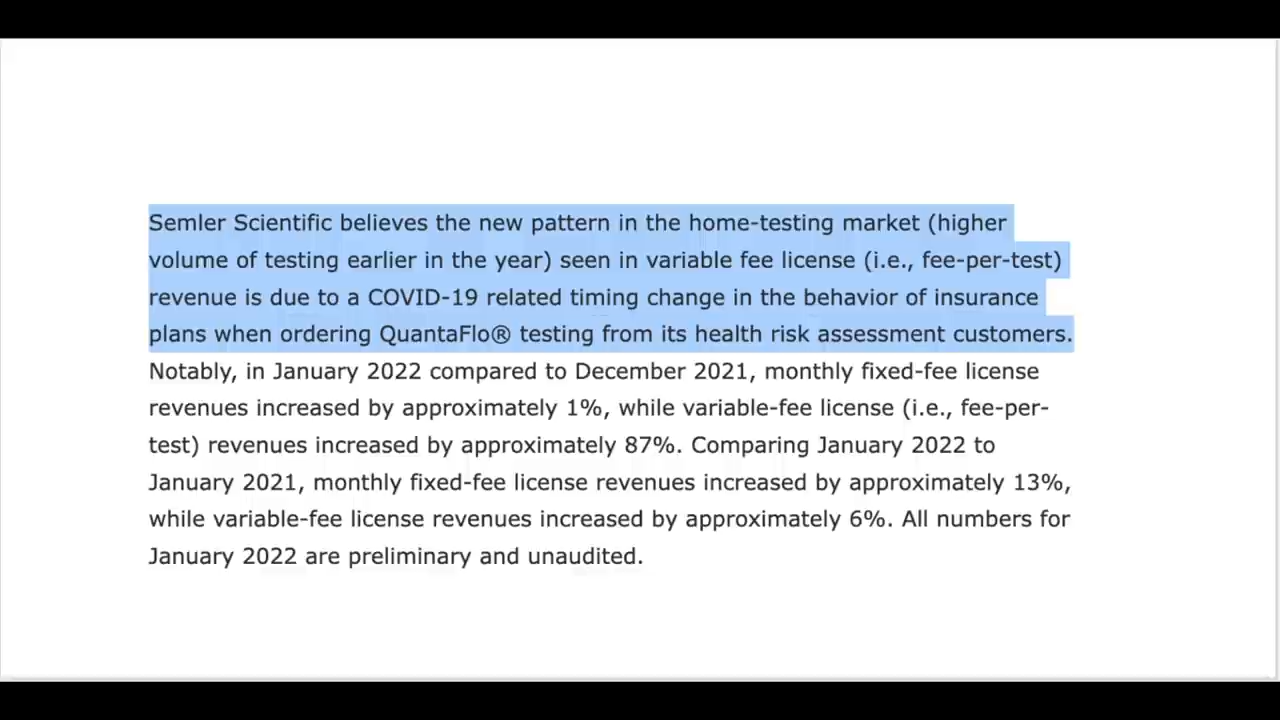 Semler Scientific believes the new pattern in the home-testing market (higher
volume of testing earlier in the year) seen in variable fee license (i.e., fee-per-test)
revenue is due to a COVID-19 related timing change in the behavior of insurance
plans when ordering QuantaFlo® testing from its health risk assessment customers.
Notably, in January 2022 compared to December 2021, monthly fixed-fee license
revenues increased by approximately 1%, while variable-fee license (i.e., fee-per-
test) revenues increased by approximately 87%. Comparing January 2022 to
January 2021, monthly fixed-fee license revenues increased by approximately 13%,
while variable-fee license revenues increased by approximately 6%. All numbers for
January 2022 are preliminary and unaudited.